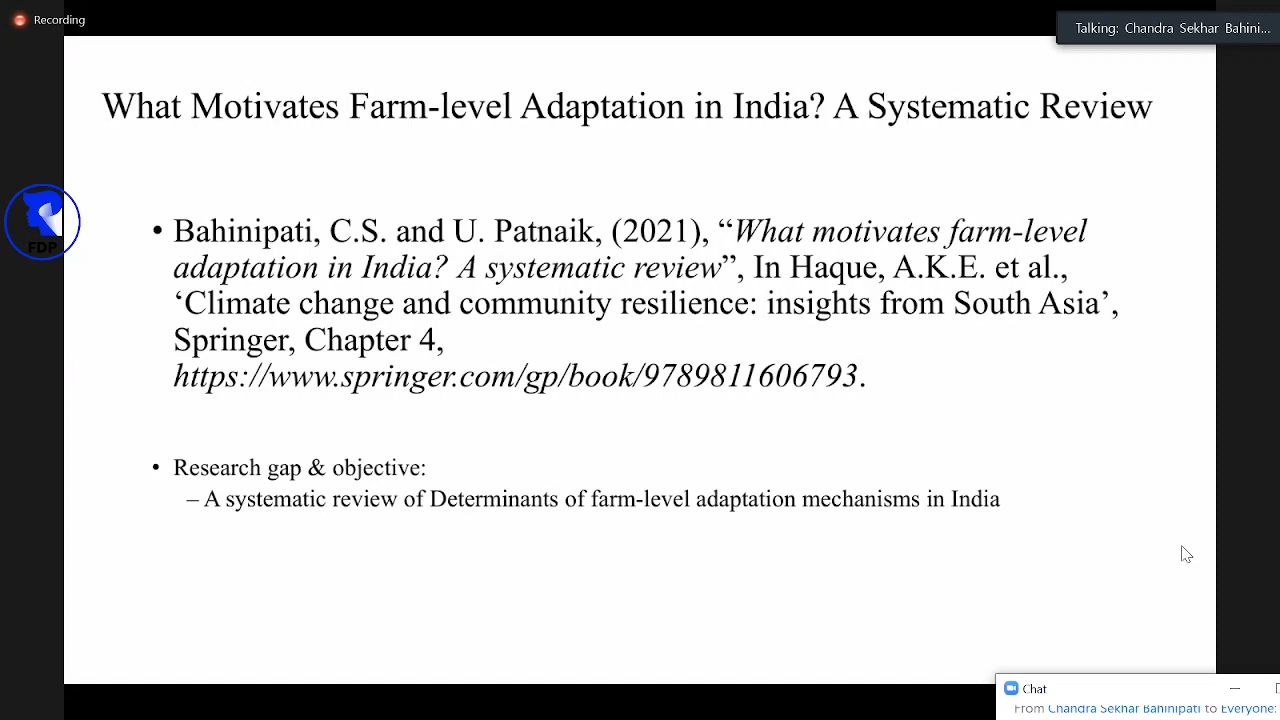 Recording
Talking: Chandra Sekhar Bahini...
What Motivates Farm-level Adaptation in India? A Systematic Review
FDP
• Bahinipati, C.S. and U. Patnaik, (2021), “What motivates farm-level
adaptation in India? A systematic review”, In Haque, A.K.E. et al.,
‘Climate change and community resilience: insights from South Asia’,
Springer, Chapter 4,
https://www.springer.com/gp/book/9789811606793.
• Research gap & objective:
– A systematic review of Determinants of farm-level adaptation mechanisms in India
Chat
From Chandra Sekhar Bahinipati to Everyone: